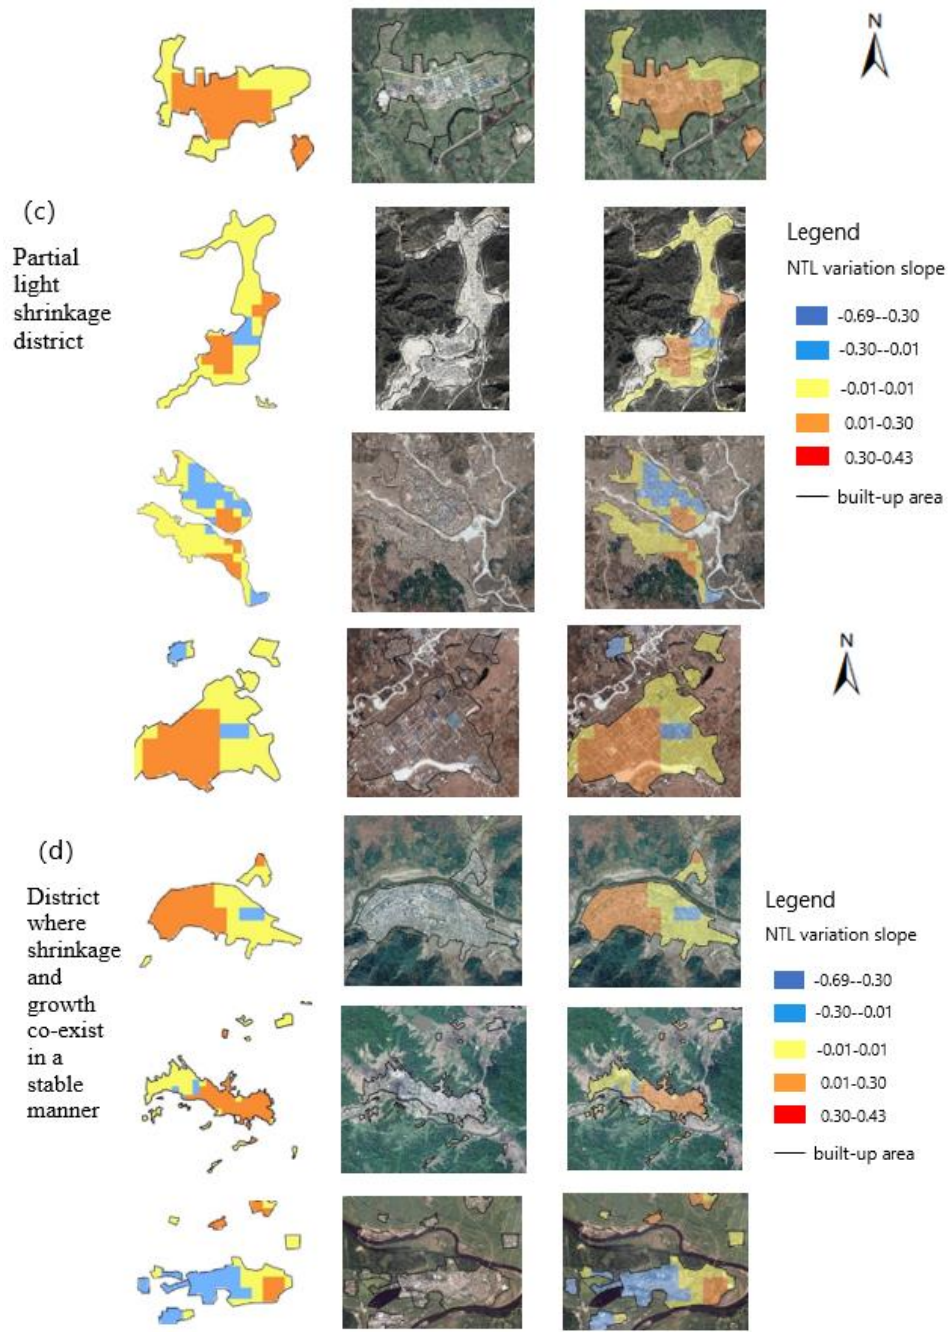 N
(c)
Partial
light
shrinkage
district
Legend
NTL variation slope
-0.69--0.30
-0.30--0.01
-0.01-0.01
0.01-0.30
0.30-0.43
built-up area
N
(d)
District
where
shrinkage
and
growth
co-exist
in a
stable
manner
Legend
NTL variation slope
-0.69--0.30
-0.30--0.01
-0.01-0.01
0.01-0.30
0.30-0.43
built-up area